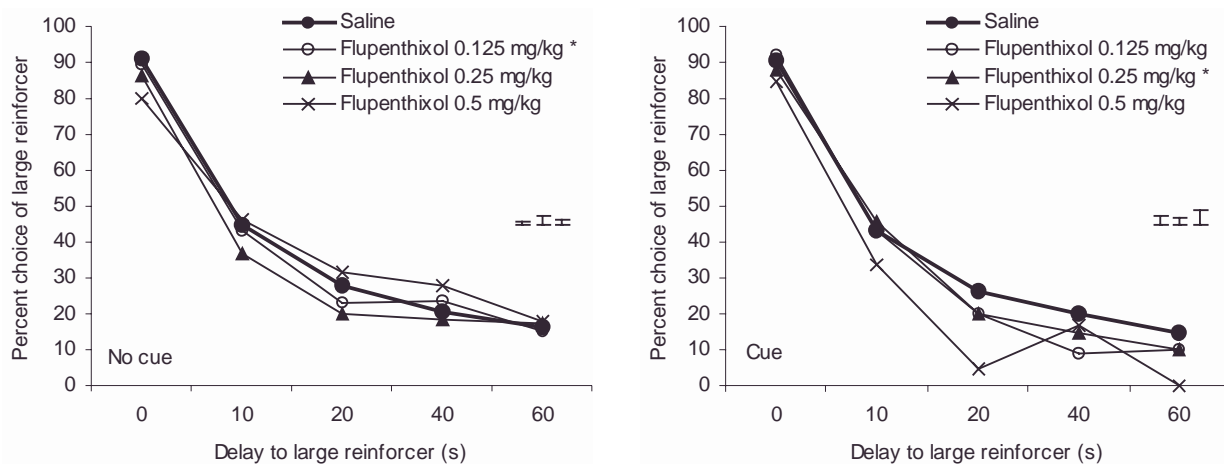 100
90
80
70
60
50
40
30
20
10
0
Percent choice of large reinforcer
Saline
Flupenthixol 0.125 mg/kg *
Flupenthixol 0.25 mg/kg
Flupenthixol 0.5 mg/kg
No cue
0 10 20 40 60
Delay to large reinforcer (s)
100
90
80
70
60
50
40
30
20
10
0
Percent choice of large reinforcer
Saline
Flupenthixol 0.125 mg/kg
Flupenthixol 0.25 mg/kg *
Flupenthixol 0.5 mg/kg
Cue
0 10 20 40 60
Delay to large reinforcer (s)